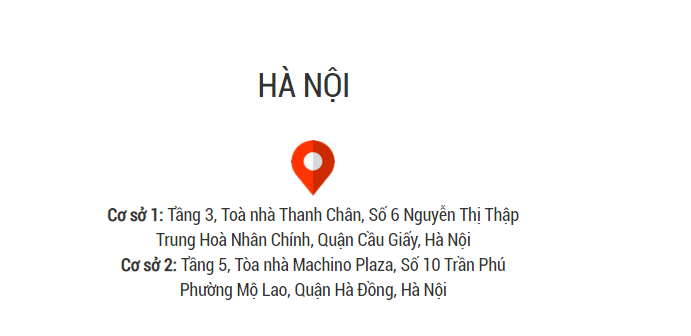 HÀ NỘI
Cơ sở 1: Tầng 3, Toà nhà Thanh Chân, Số 6 Nguyễn Thị Thập
Trung Hoà Nhân Chính, Quận Cầu Giấy, Hà Nội
Cơ sở 2: Tầng 5, Tòa nhà Machino Plaza, Số 10 Trần Phú
Phường Mộ Lao, Quận Hà Đồng, Hà Nội